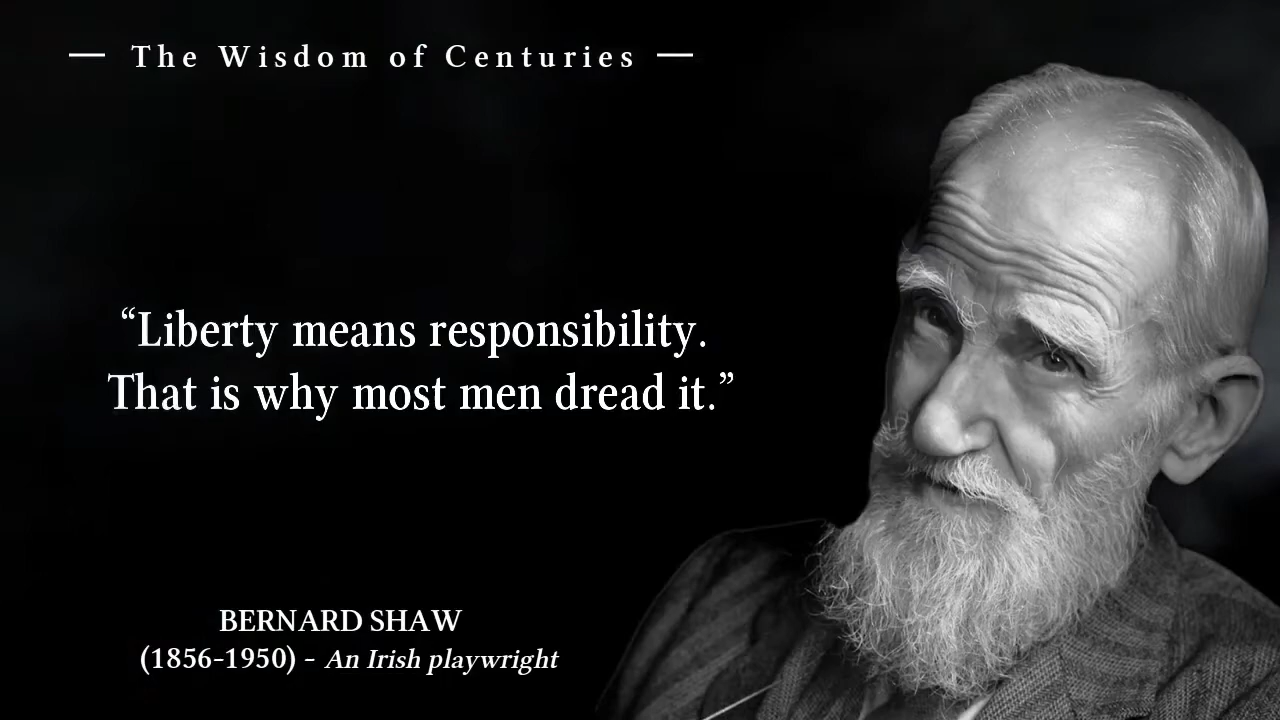 — The Wisdom of Centuries —
“Liberty means responsibility.
That is why most men dread it.”
BERNARD SHAW
(1856-1950) - An Irish playwright